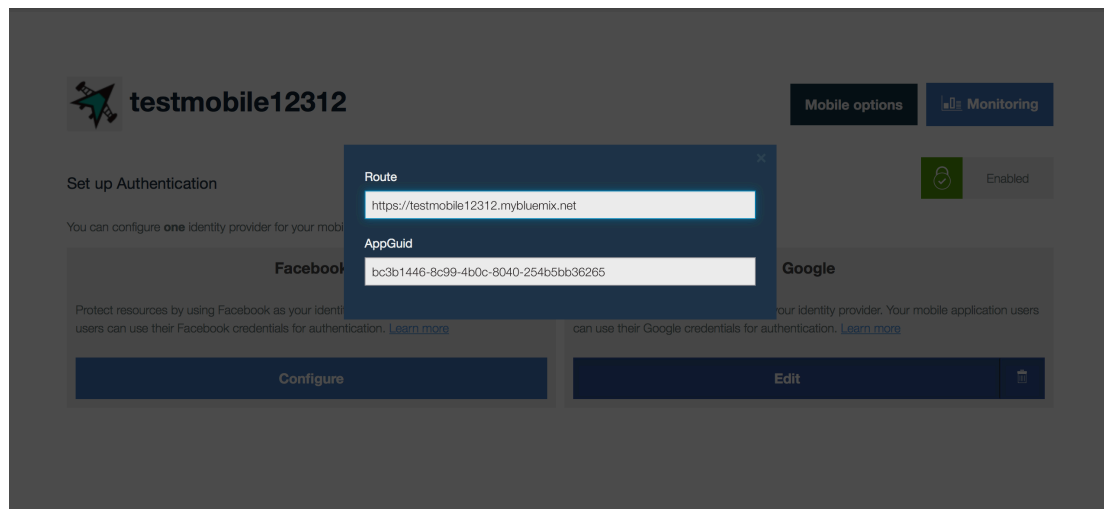 testmobile12312
Mobile options
Monitoring
Set up Authentication
Enabled
You can configure one identity provider for your mobi
Route
https://testmobile12312.mybluemix.net
AppGuid
bc3b1446-8c99-4b0c-8040-254b5bb36265
Facebook
Protect resources by using Facebook as your identi
users can use their Facebook credentials for authentication. Learn more
Configure
Google
your identity provider. Your mobile application users
can use their Google credentials for authentication. Learn more
Edit